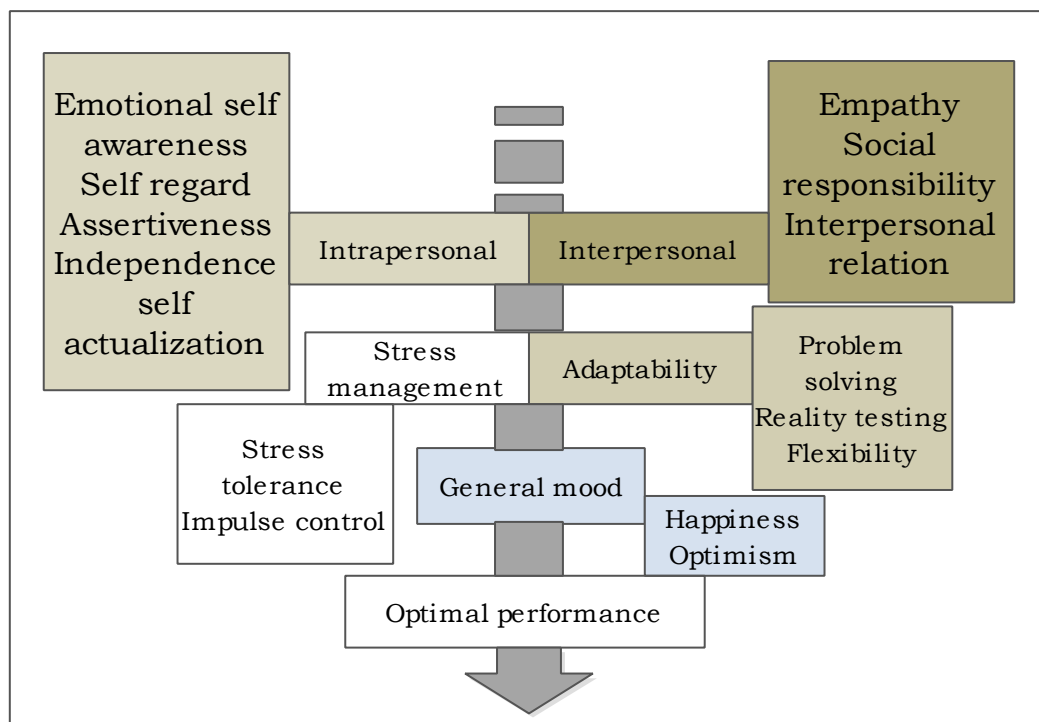 Emotional self
awareness
Self regard
Assertiveness
Independence
self
actualization
Intrapersonal
Interpersonal
Empathy
Social
responsibility
Interpersonal
relation
Stress
management
Adaptability
Problem
solving
Reality testing
Flexibility
Stress
tolerance
Impulse control
General mood
Happiness
Optimism
Optimal performance